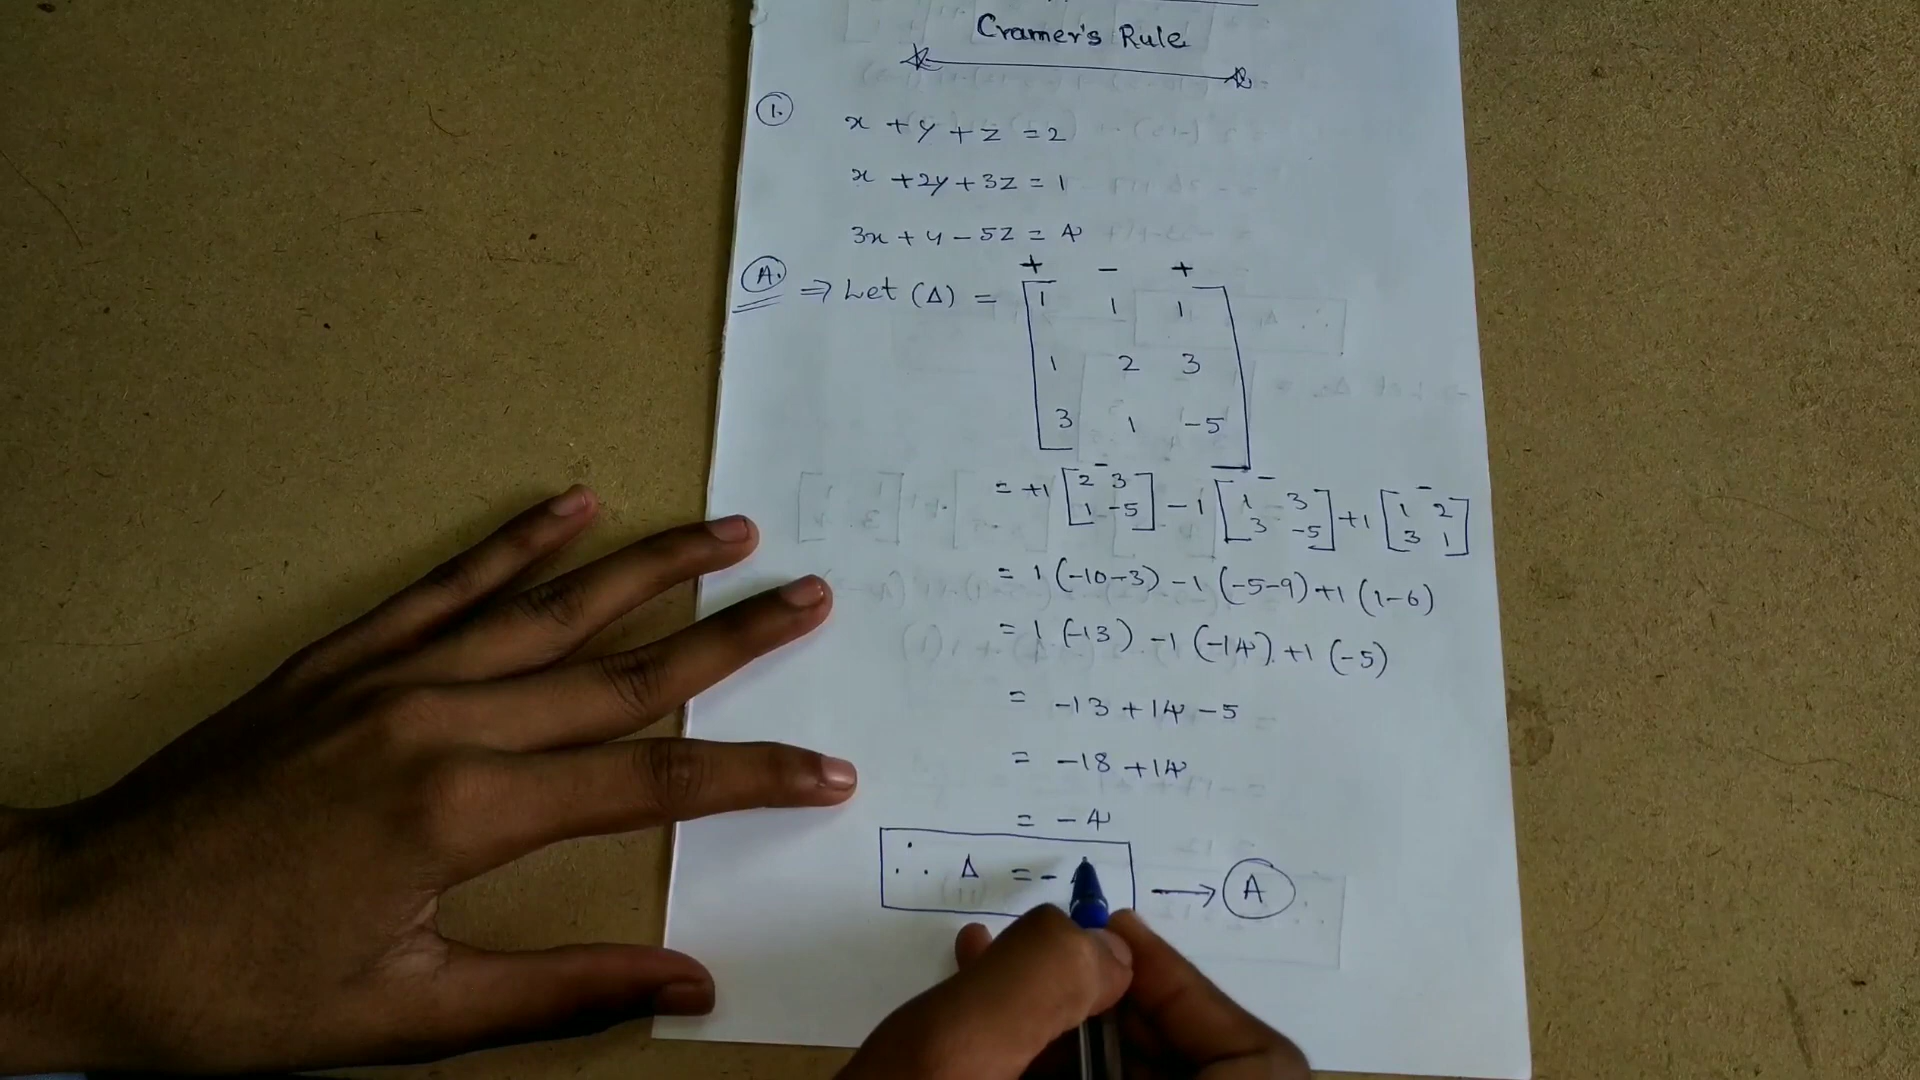 Cramer's Rule
1. x + y + z = 2
x + 2y + 3z = 1
3x + y - 5z = 4
+ - +
A. ⇒ Let (Δ) = [1 1 1
1 2 3
3 1 -5]
= +1 [2 3 -1 [1 3 +1 [1 2
1 -5] 3 -5] 3 1]
= 1 (-10-3) -1 (-5-9) +1 (1-6)
= 1 (-13) -1 (-14) +1 (-5)
= -13 + 14 - 5
= -18 + 14
= -4
∴ Δ = - → A